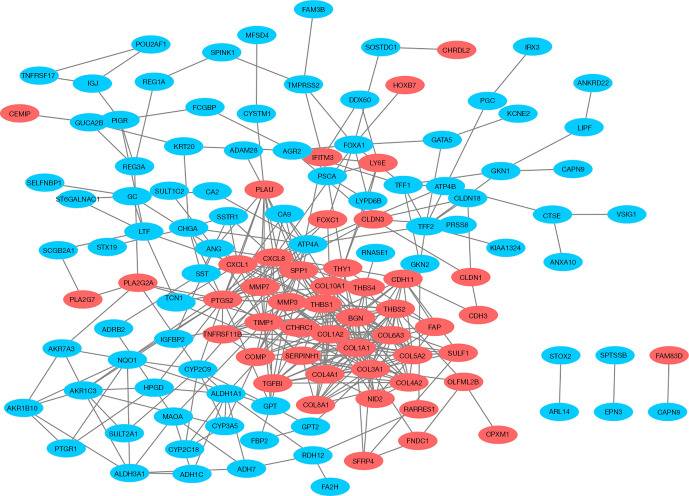 FAM3B
MFSD4
POU2AF1
SPINK1
SOSTDC1
CHRDL2
IRX3
TNFRSF17
IGJ
REG1A
TMPRSS2
HOXB7
ANKRD22
DDX60
PGC
CEMIP
GUCA2B
PIGR
FCGBP
CYSTM1
KCNE2
LIPF
KRT20
ADAM28
AGR2
IFITM3
FOXA1
GATA5
REG3A
LY6E
GKN1
CAPN9
PSCA
TFF1
ATP4B
SELFNBP1
ST6GALNAC1
GC
SULT1C2
CA2
PLAU
LYPD6B
CLDN18
SSTR1
CA9
FOXC1
CLDN3
TFF2
PRSS8
CTSE
VSIG1
LTF
CHGA
ATP4A
KIAA1324
SCGB2A1
STX19
ANG
RNASE1
GKN2
ANXA10
SST
CXCL1
CXCL8
SPP1
THY1
CLDN1
PLA2G7
PLA2G2A
TCN1
MMP7
COL10A1
THBS4
CDH11
PTGS2
MMP3
THBS1
THBS2
CDH3
ADRB2
TNFRSF11B
TIMP1
CTHRC1
BGN
FAP
AKR7A3
IGFBP2
COL1A2
COL6A3
NQO1
COMP
SERPINH1
COL1A1
COL5A2
SULF1
STOX2
SPTSSB
FAM83D
CYP2C9
COL4A1
COL3A1
COL4A2
OLFML2B
AKR1C3
HPGD
ALDH1A1
TGFBI
NID2
AKR1B10
MAOA
GPT
COL8A1
RARRES1
ARL14
EPN3
CAPN8
SULT2A1
CYP3A5
GPT2
CPXM1
PTGR1
CYP2C18
FBP2
FNDC1
ALDH3A1
ADH1C
ADH7
RDH12
SFRP4
FA2H